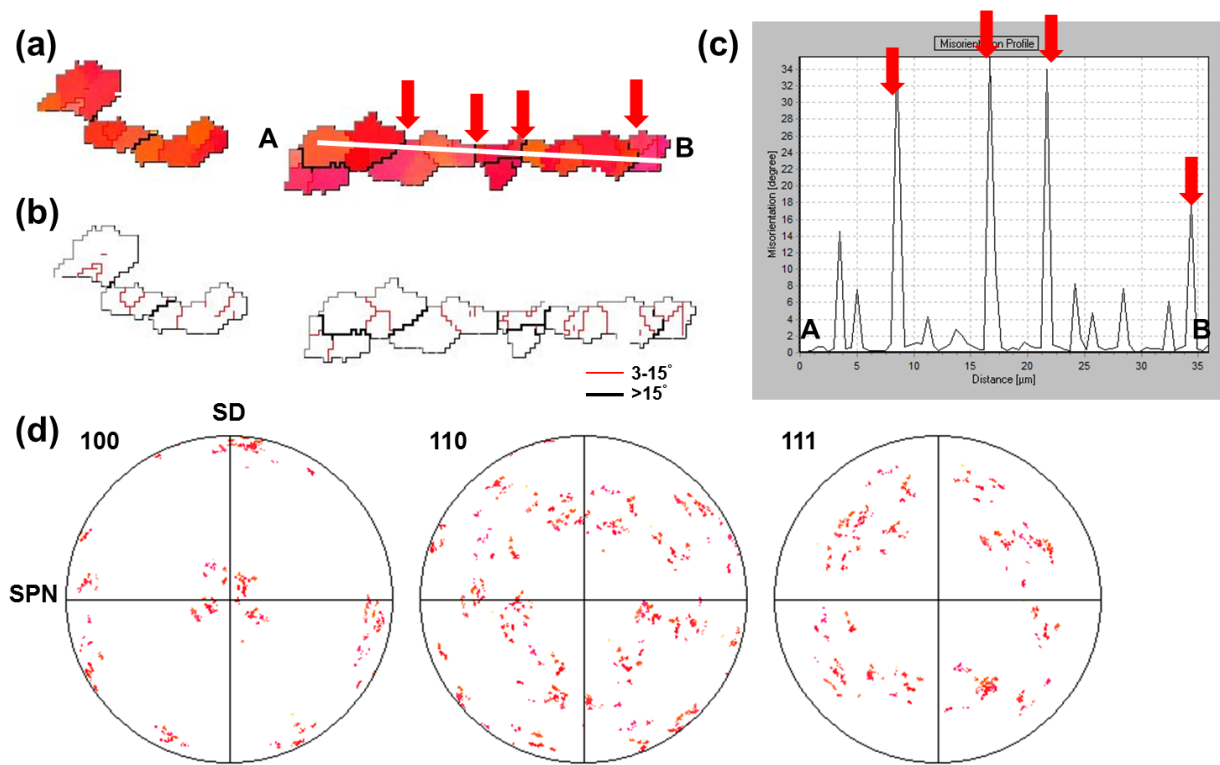 (a)
A
B
(b)
3-15°
>15°
(c)
Misorientation Profile
Misorientation [degree]
34
32
30
28
26
24
22
20
18
16
14
12
10
8
6
4
2
0
A
B
0
5
10
15
20
25
30
35
Distance [µm]
(d)
100
SD
SPN
110
111